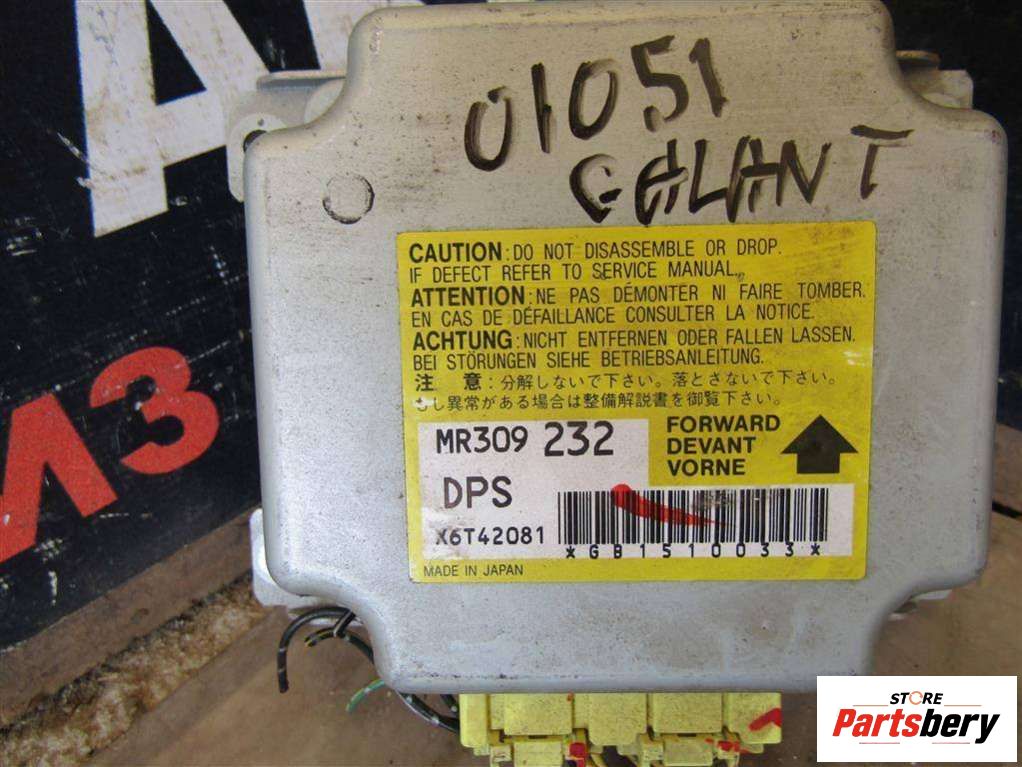 01051
GALANT
CAUTION : DO NOT DISASSEMBLE OR DROP.
IF DEFECT REFER TO SERVICE MANUAL.
ATTENTION : NE PAS DÉMONTER NI FAIRE TOMBER.
EN CAS DE DÉFAILLANCE CONSULTER LA NOTICE.
ACHTUNG : NICHT ENTFERNEN ODER FALLEN LASSEN.
BEI STÖRUNGEN SIEHE BETRIEBSANLEITUNG.
注 意 : 分解しないで下さい。落とさないで下さい。
もし異常がある場合は整備解説書を御覧下さい。
MR309 232
FORWARD
DEVANT
VORNE
DPS
X6T42081
*GB1510033*
MADE IN JAPAN
STORE
Partsbery